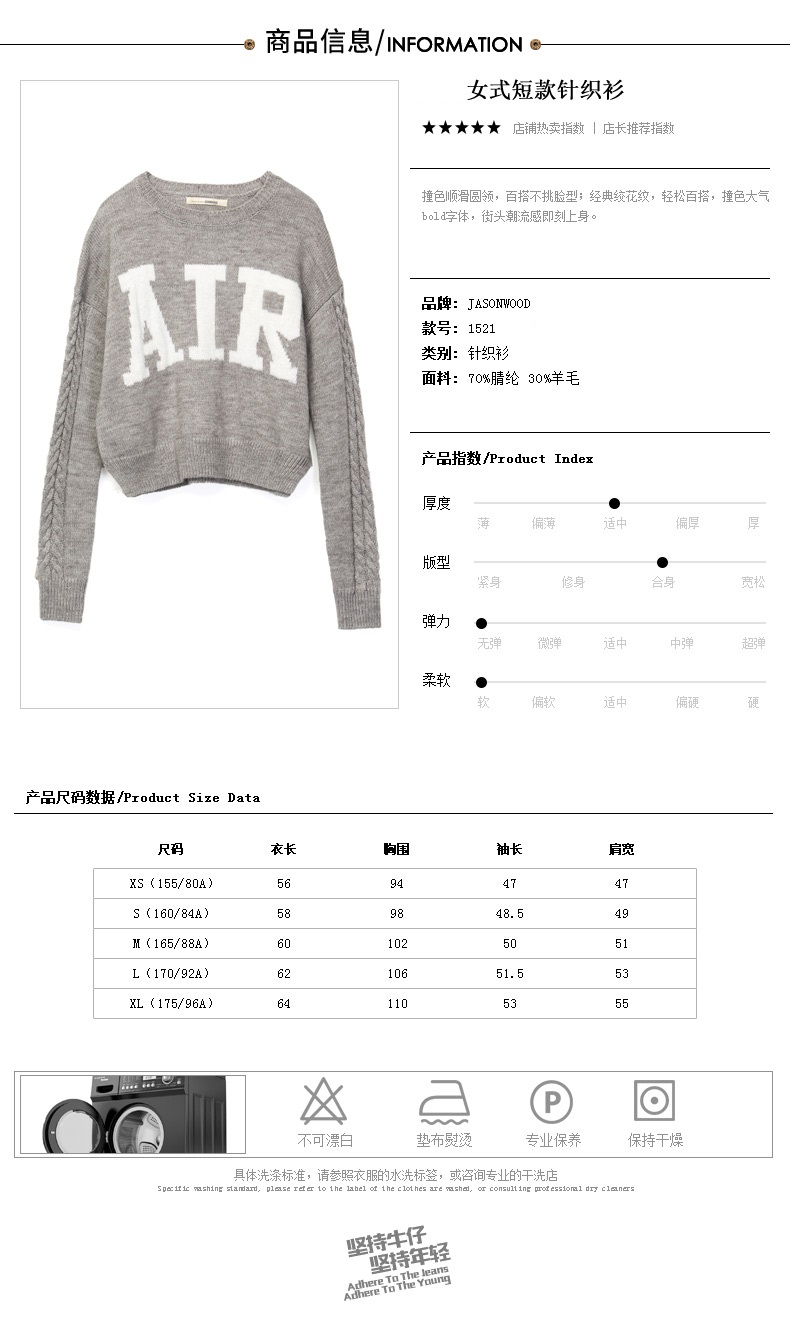 商品信息/INFORMATION
女式短款针织衫
★★★★★ 店铺热卖指数 | 店长推荐指数
撞色顺滑圆领，百搭不挑脸型；经典绞花纹，轻松百搭，撞色大气
bold字体，街头潮流感即刻上身。
AIR
品牌： JASONWOOD
款号： 1521
类别： 针织衫
面料： 70%腈纶 30%羊毛
产品指数/Product Index
厚度
薄 偏薄 适中 偏厚 厚
版型
紧身 修身 合身 宽松
弹力
无弹 微弹 适中 中弹 超弹
柔软
软 偏软 适中 偏硬 硬
产品尺码数据/Product Size Data
尺码 衣长 胸围 袖长 肩宽
XS（155/80A） 56 94 47 47
S（160/84A） 58 98 48.5 49
M（165/88A） 60 102 50 51
L（170/92A） 62 106 51.5 53
XL（175/96A） 64 110 53 55
P
不可漂白 垫布熨烫 专业保养 保持干燥
具体洗涤标准，请参照衣服的水洗标签，或咨询专业的干洗店
Specific washing standard, please refer to the label of the clothes are washed, or consulting professional dry cleaners
坚持牛仔
坚持年轻
Adhere To The Jeans
Adhere To The Young